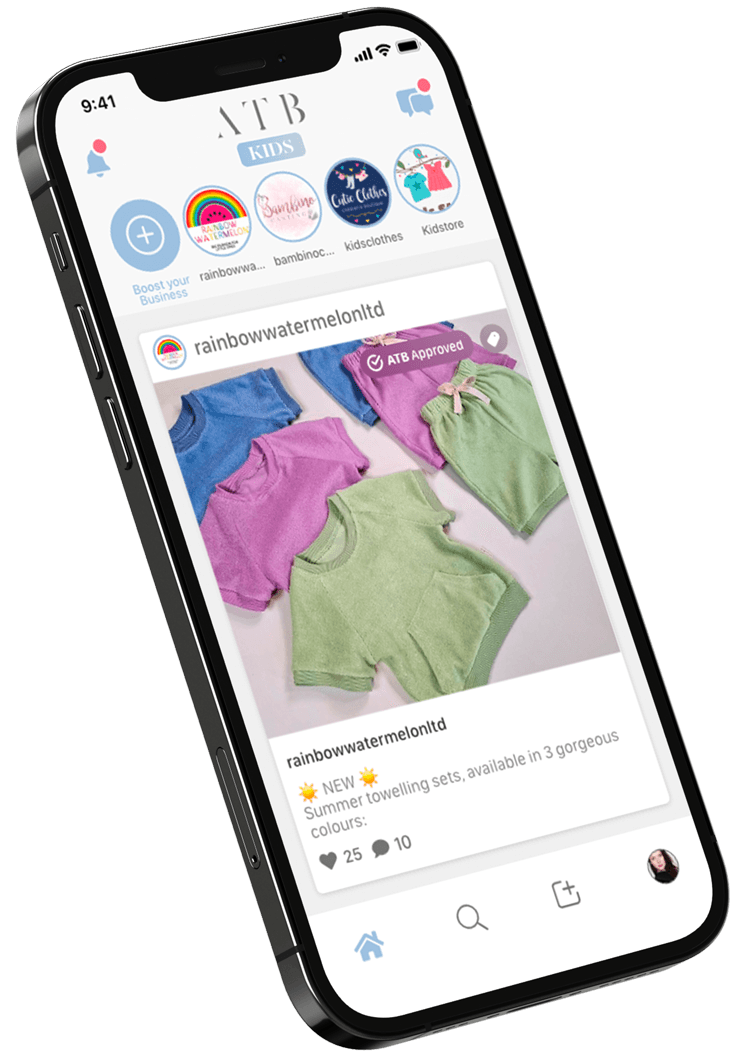 9:41
ATB
KIDS
RAINBOW
WATERMELON
Bambino
Cutie Clothes
Boost your
Business
rainbowwa...
bambinoc...
kidsclothes
Kidstore
rainbowwatermelonltd
ATB Approved
rainbowwatermelonltd
☀️ NEW ☀️
Summer towelling sets, available in 3 gorgeous
colours:
25
10